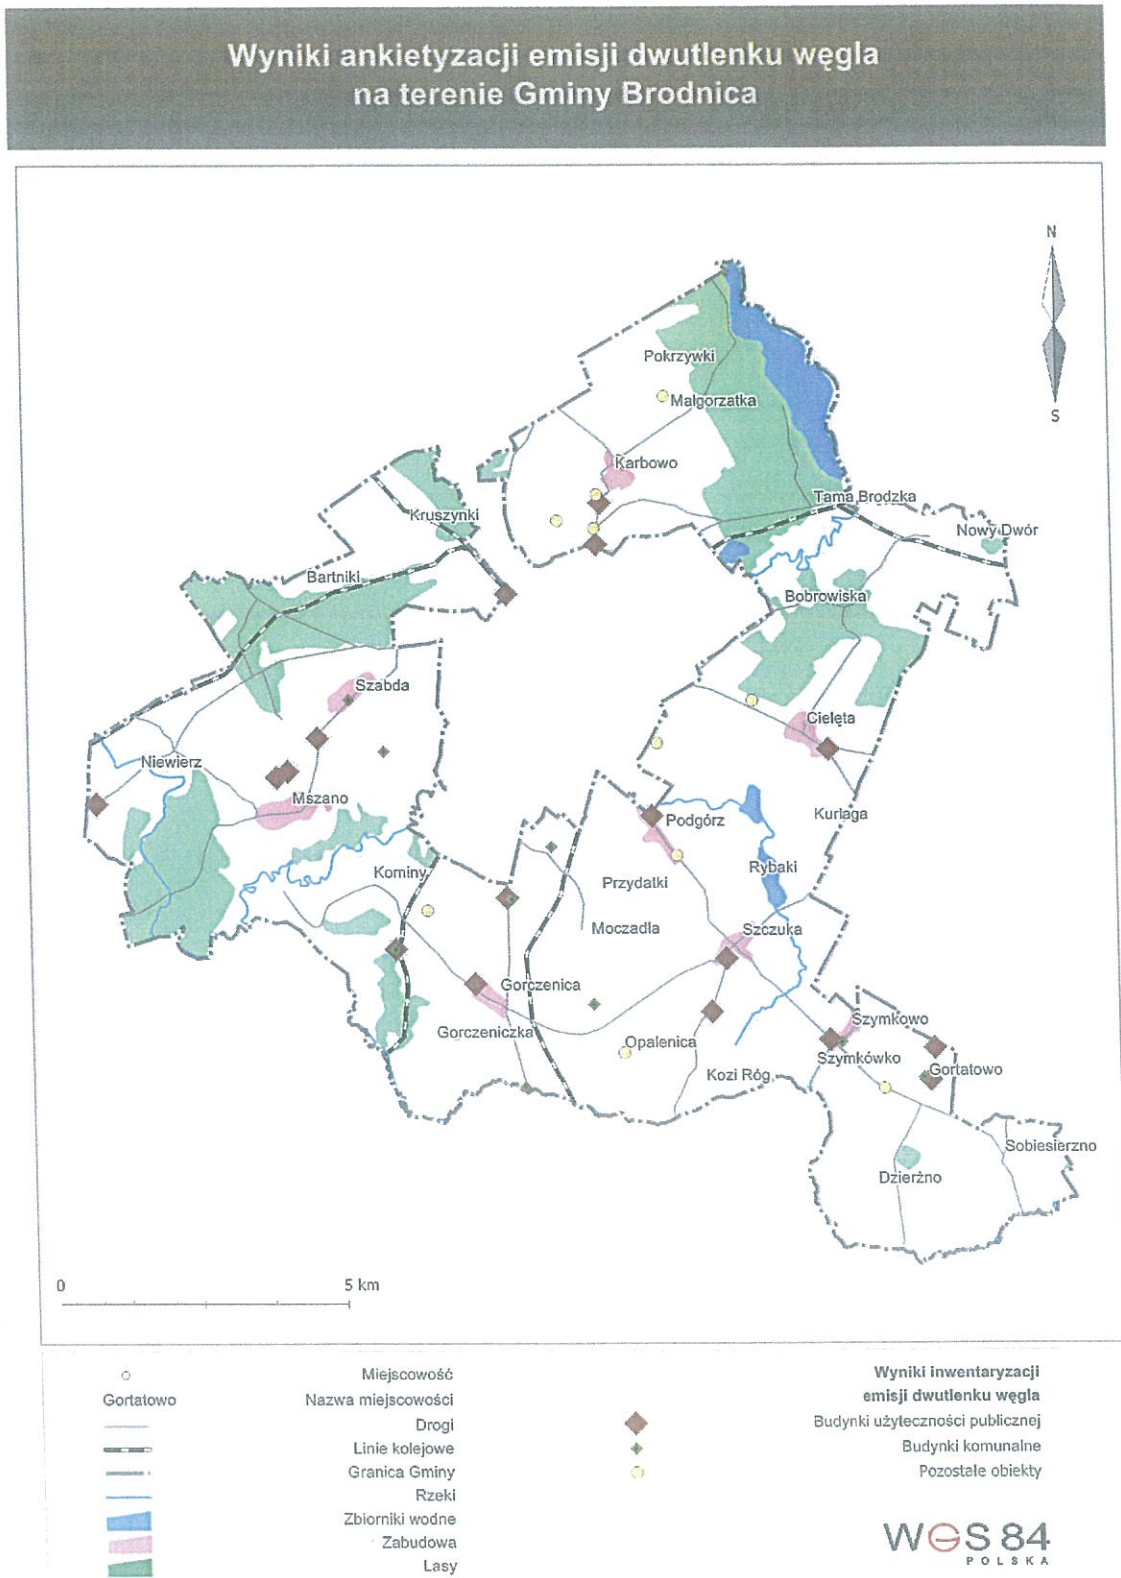 Wyniki ankietyzacji emisji dwutlenku węgla
na terenie Gminy Brodnica
N
S
Pokrzywki
Małgorzatka
Karbowo
Tama Brodzka
Kruszynki
Nowy Dwór
Bartniki
Bobrowiska
Szabda
Cielęta
Niewierz
Mszano
Podgórz
Kurlaga
Kominy
Rybaki
Przydatki
Moczadła
Szczuka
Gorczenica
Szymkowo
Gorczeniczka
Opalenica
Szymkówko
Kozi Róg
Gortatowo
Sobiesierzno
Dzierżno
0 5 km
Miejscowość
Gortatowo Nazwa miejscowości
Drogi
Linie kolejowe
Granica Gminy
Rzeki
Zbiorniki wodne
Zabudowa
Lasy
Wyniki inwentaryzacji
emisji dwutlenku węgla
Budynki użyteczności publicznej
Budynki komunalne
Pozostałe obiekty
WGS 84
POLSKA